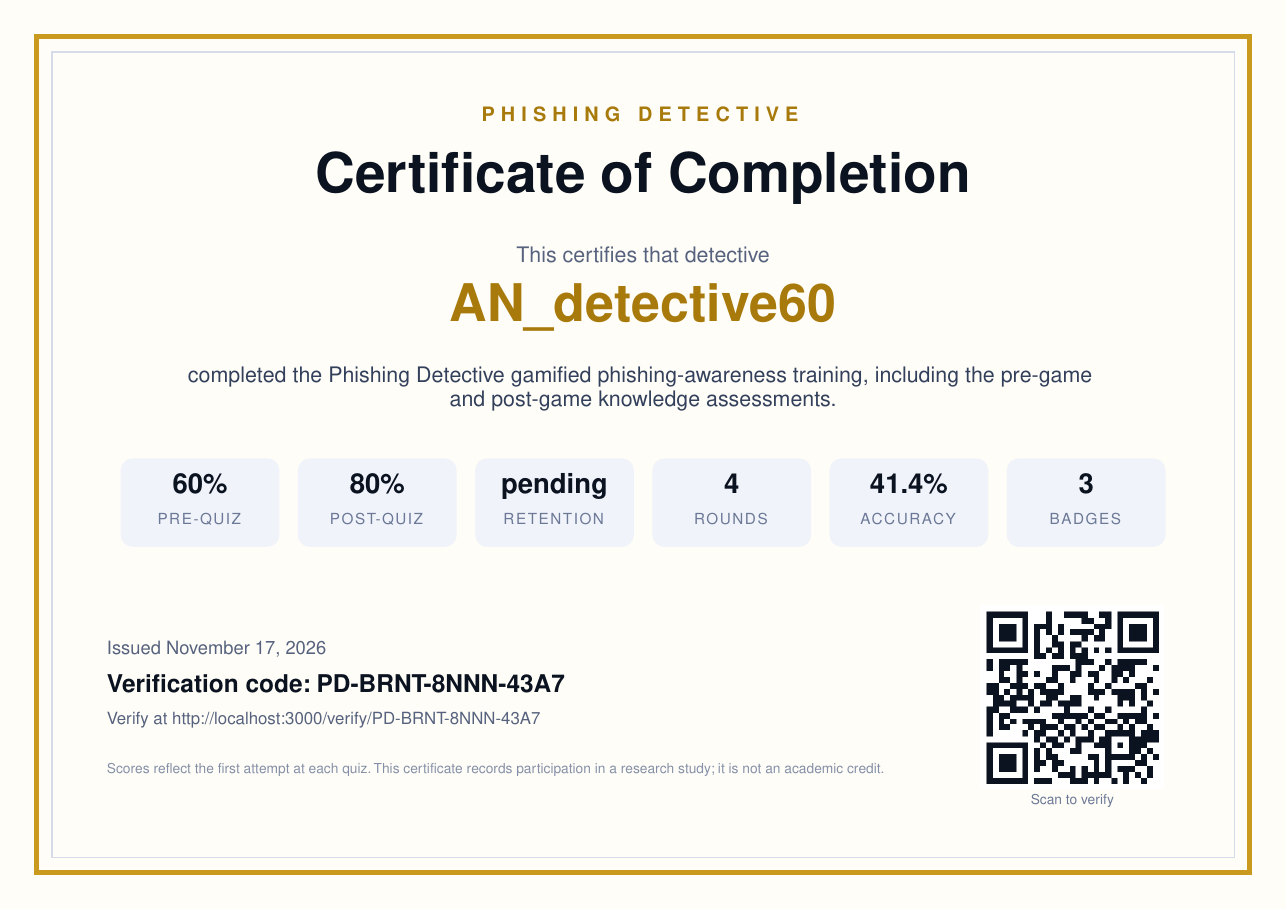 PHISHING DETECTIVE
Certificate of Completion
This certifies that detective
AN_detective60
completed the Phishing Detective gamified phishing-awareness training, including the pre-game
and post-game knowledge assessments.
60%
PRE-QUIZ
80%
POST-QUIZ
pending
RETENTION
4
ROUNDS
41.4%
ACCURACY
3
BADGES
Issued November 17, 2026
Verification code: PD-BRNT-8NNN-43A7
Verify at http://localhost:3000/verify/PD-BRNT-8NNN-43A7
Scores reflect the first attempt at each quiz. This certificate records participation in a research study; it is not an academic credit.
Scan to verify